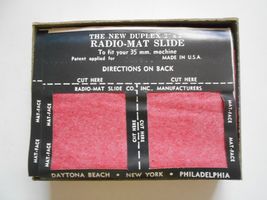 THE NEW DUPLEX 2" x 2"
RADIO-MAT SLIDE
To fit your 35 mm. machine
Patent applied for MADE IN U.S.A.
DIRECTIONS ON BACK
CUT HERE CUT HERE
RADIO-MAT SLIDE CO., INC., MANUFACTURERS
MAT-FACE
MAT-FACE
CUT HERE
CUT HERE
MAT-FACE
MAT-FACE
DAYTONA BEACH • NEW YORK • PHILADELPHIA